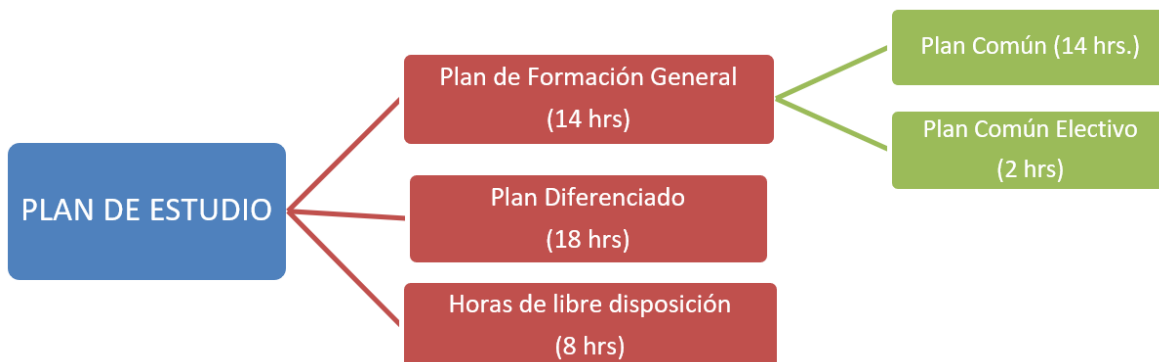 PLAN DE ESTUDIO
Plan de Formación General
(14 hrs)
Plan Diferenciado
(18 hrs)
Horas de libre disposición
(8 hrs)
Plan Común (14 hrs.)
Plan Común Electivo
(2 hrs)